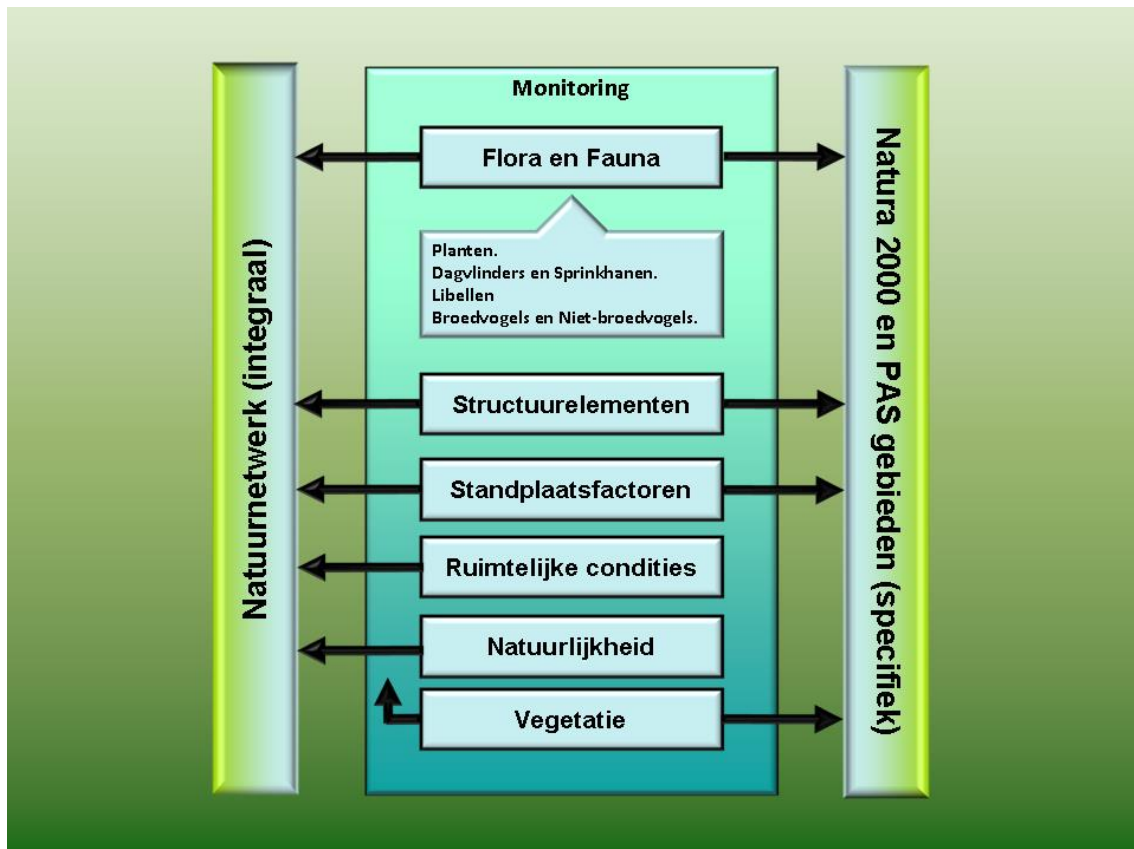 Monitoring
Flora en Fauna
Planten.
Dagvlinders en Sprinkhanen.
Libellen
Broedvogels en Niet-broedvogels.
Structuurelementen
Standplaatsfactoren
Ruimtelijke condities
Natuurlijkheid
Vegetatie
Natuurnetwerk (integraal)
Natura 2000 en PAS gebieden (specifiek)